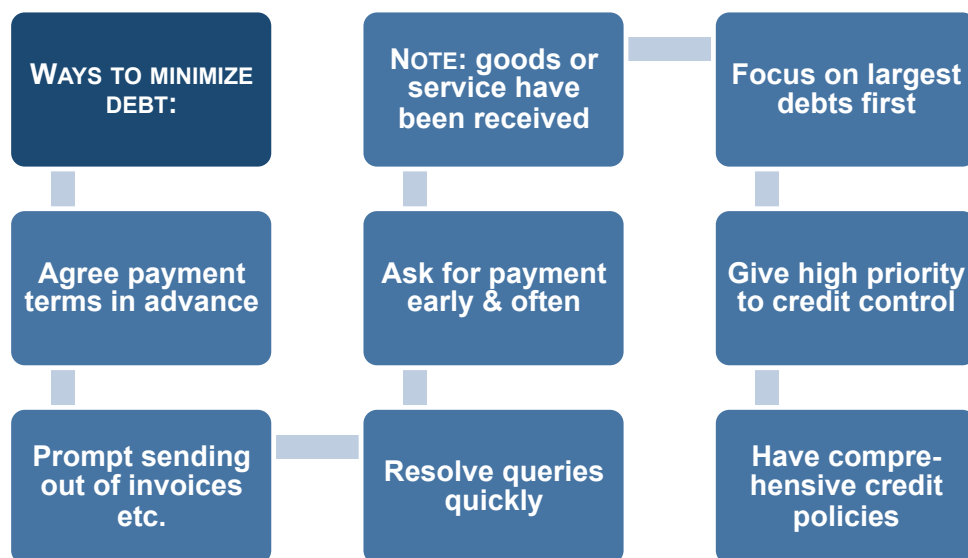 WAYS TO MINIMIZE
DEBT:
Agree payment
terms in advance
Prompt sending
out of invoices
etc.
Resolve queries
quickly
Ask for payment
early & often
NOTE: goods or
service have
been received
Focus on largest
debts first
Give high priority
to credit control
Have compre-
hensive credit
policies